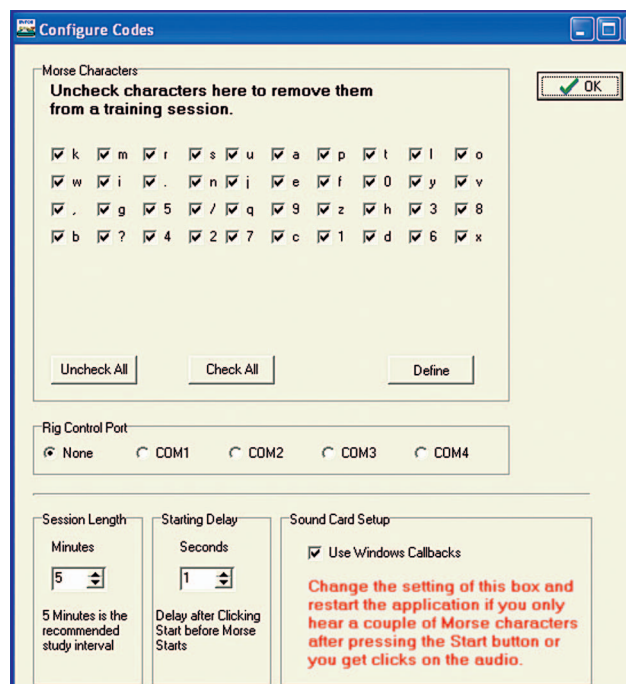 Configure Codes
Morse Characters
Uncheck characters here to remove them
from a training session.
OK
k m r s u a p t l o
w i . n j e f 0 y v
, g 5 / q 9 z h 3 8
b ? 4 2 7 c 1 d 6 x
Uncheck All Check All Define
Rig Control Port
None COM1 COM2 COM3 COM4
Session Length
Minutes
5
5 Minutes is the
recommended
study interval
Starting Delay
Seconds
1
Delay after Clicking
Start before Morse
Starts
Sound Card Setup
Use Windows Callbacks
Change the setting of this box and
restart the application if you only
hear a couple of Morse characters
after pressing the Start button or
you get clicks on the audio.